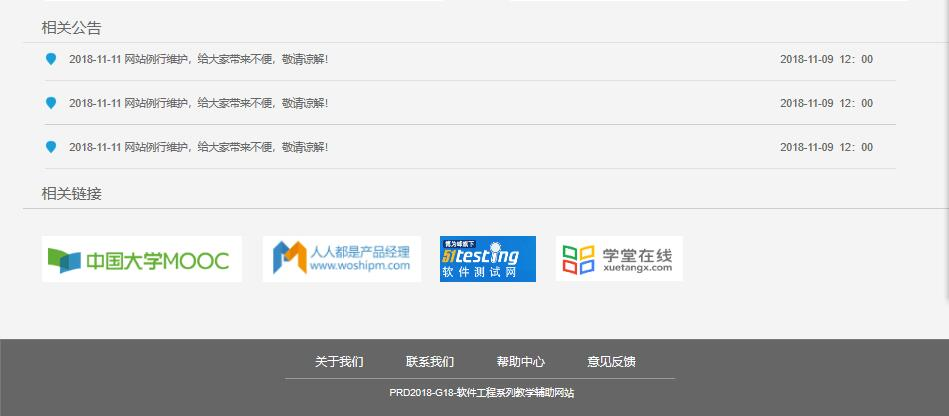 相关公告
2018-11-11 网站例行维护，给大家带来不便，敬请谅解！ 2018-11-09 12：00
2018-11-11 网站例行维护，给大家带来不便，敬请谅解！ 2018-11-09 12：00
2018-11-11 网站例行维护，给大家带来不便，敬请谅解！ 2018-11-09 12：00
相关链接
中国大学MOOC
人人都是产品经理
www.woshipm.com
博为峰旗下
51testing
软件测试网
学堂在线
xuetangx.com
关于我们 联系我们 帮助中心 意见反馈
PRD2018-G18-软件工程系列教学辅助网站